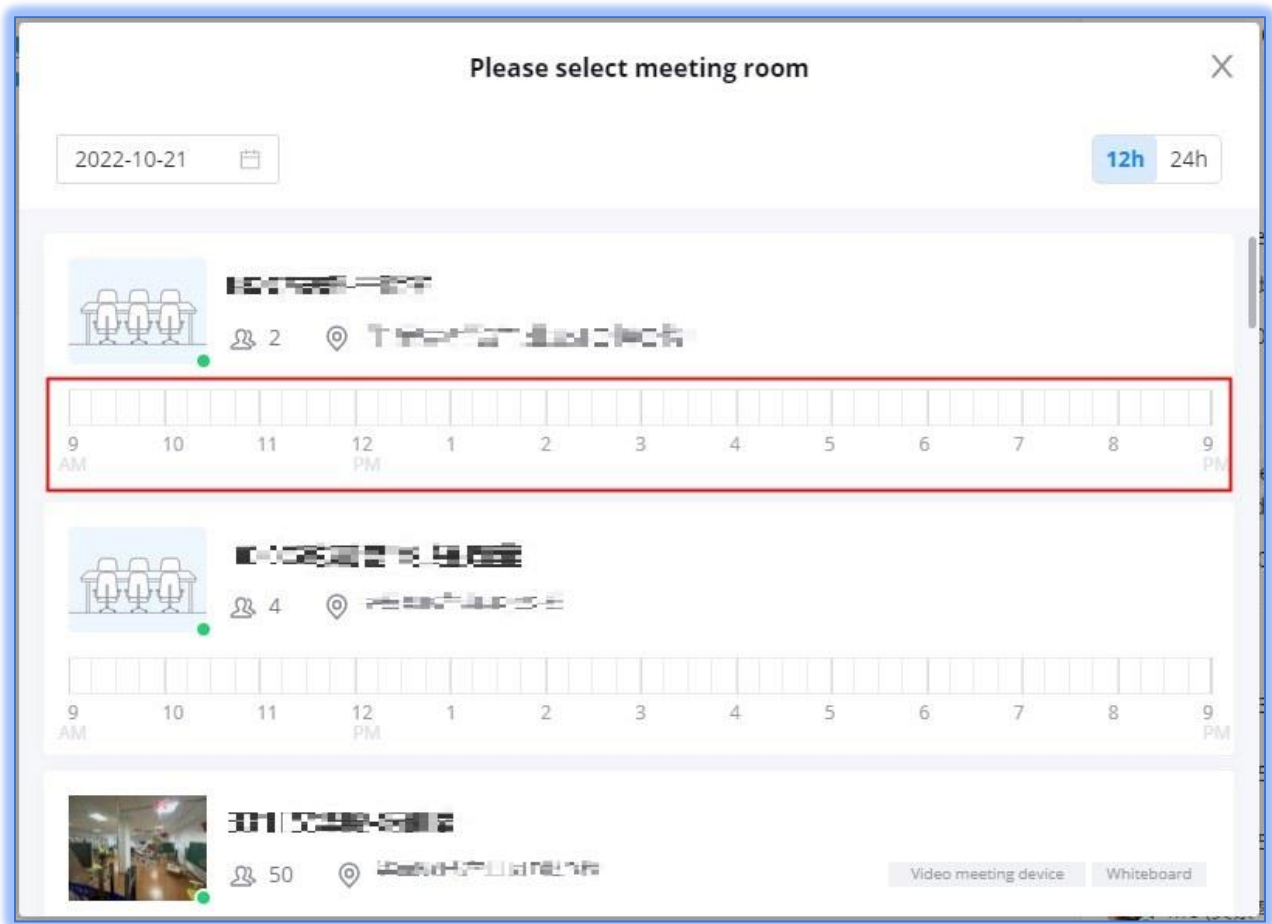 Please select meeting room
2022-10-21
12h 24h
2
9 10 11 12 1 2 3 4 5 6 7 8 9
AM PM PM
4
9 10 11 12 1 2 3 4 5 6 7 8 9
AM PM PM
50 Video meeting device Whiteboard